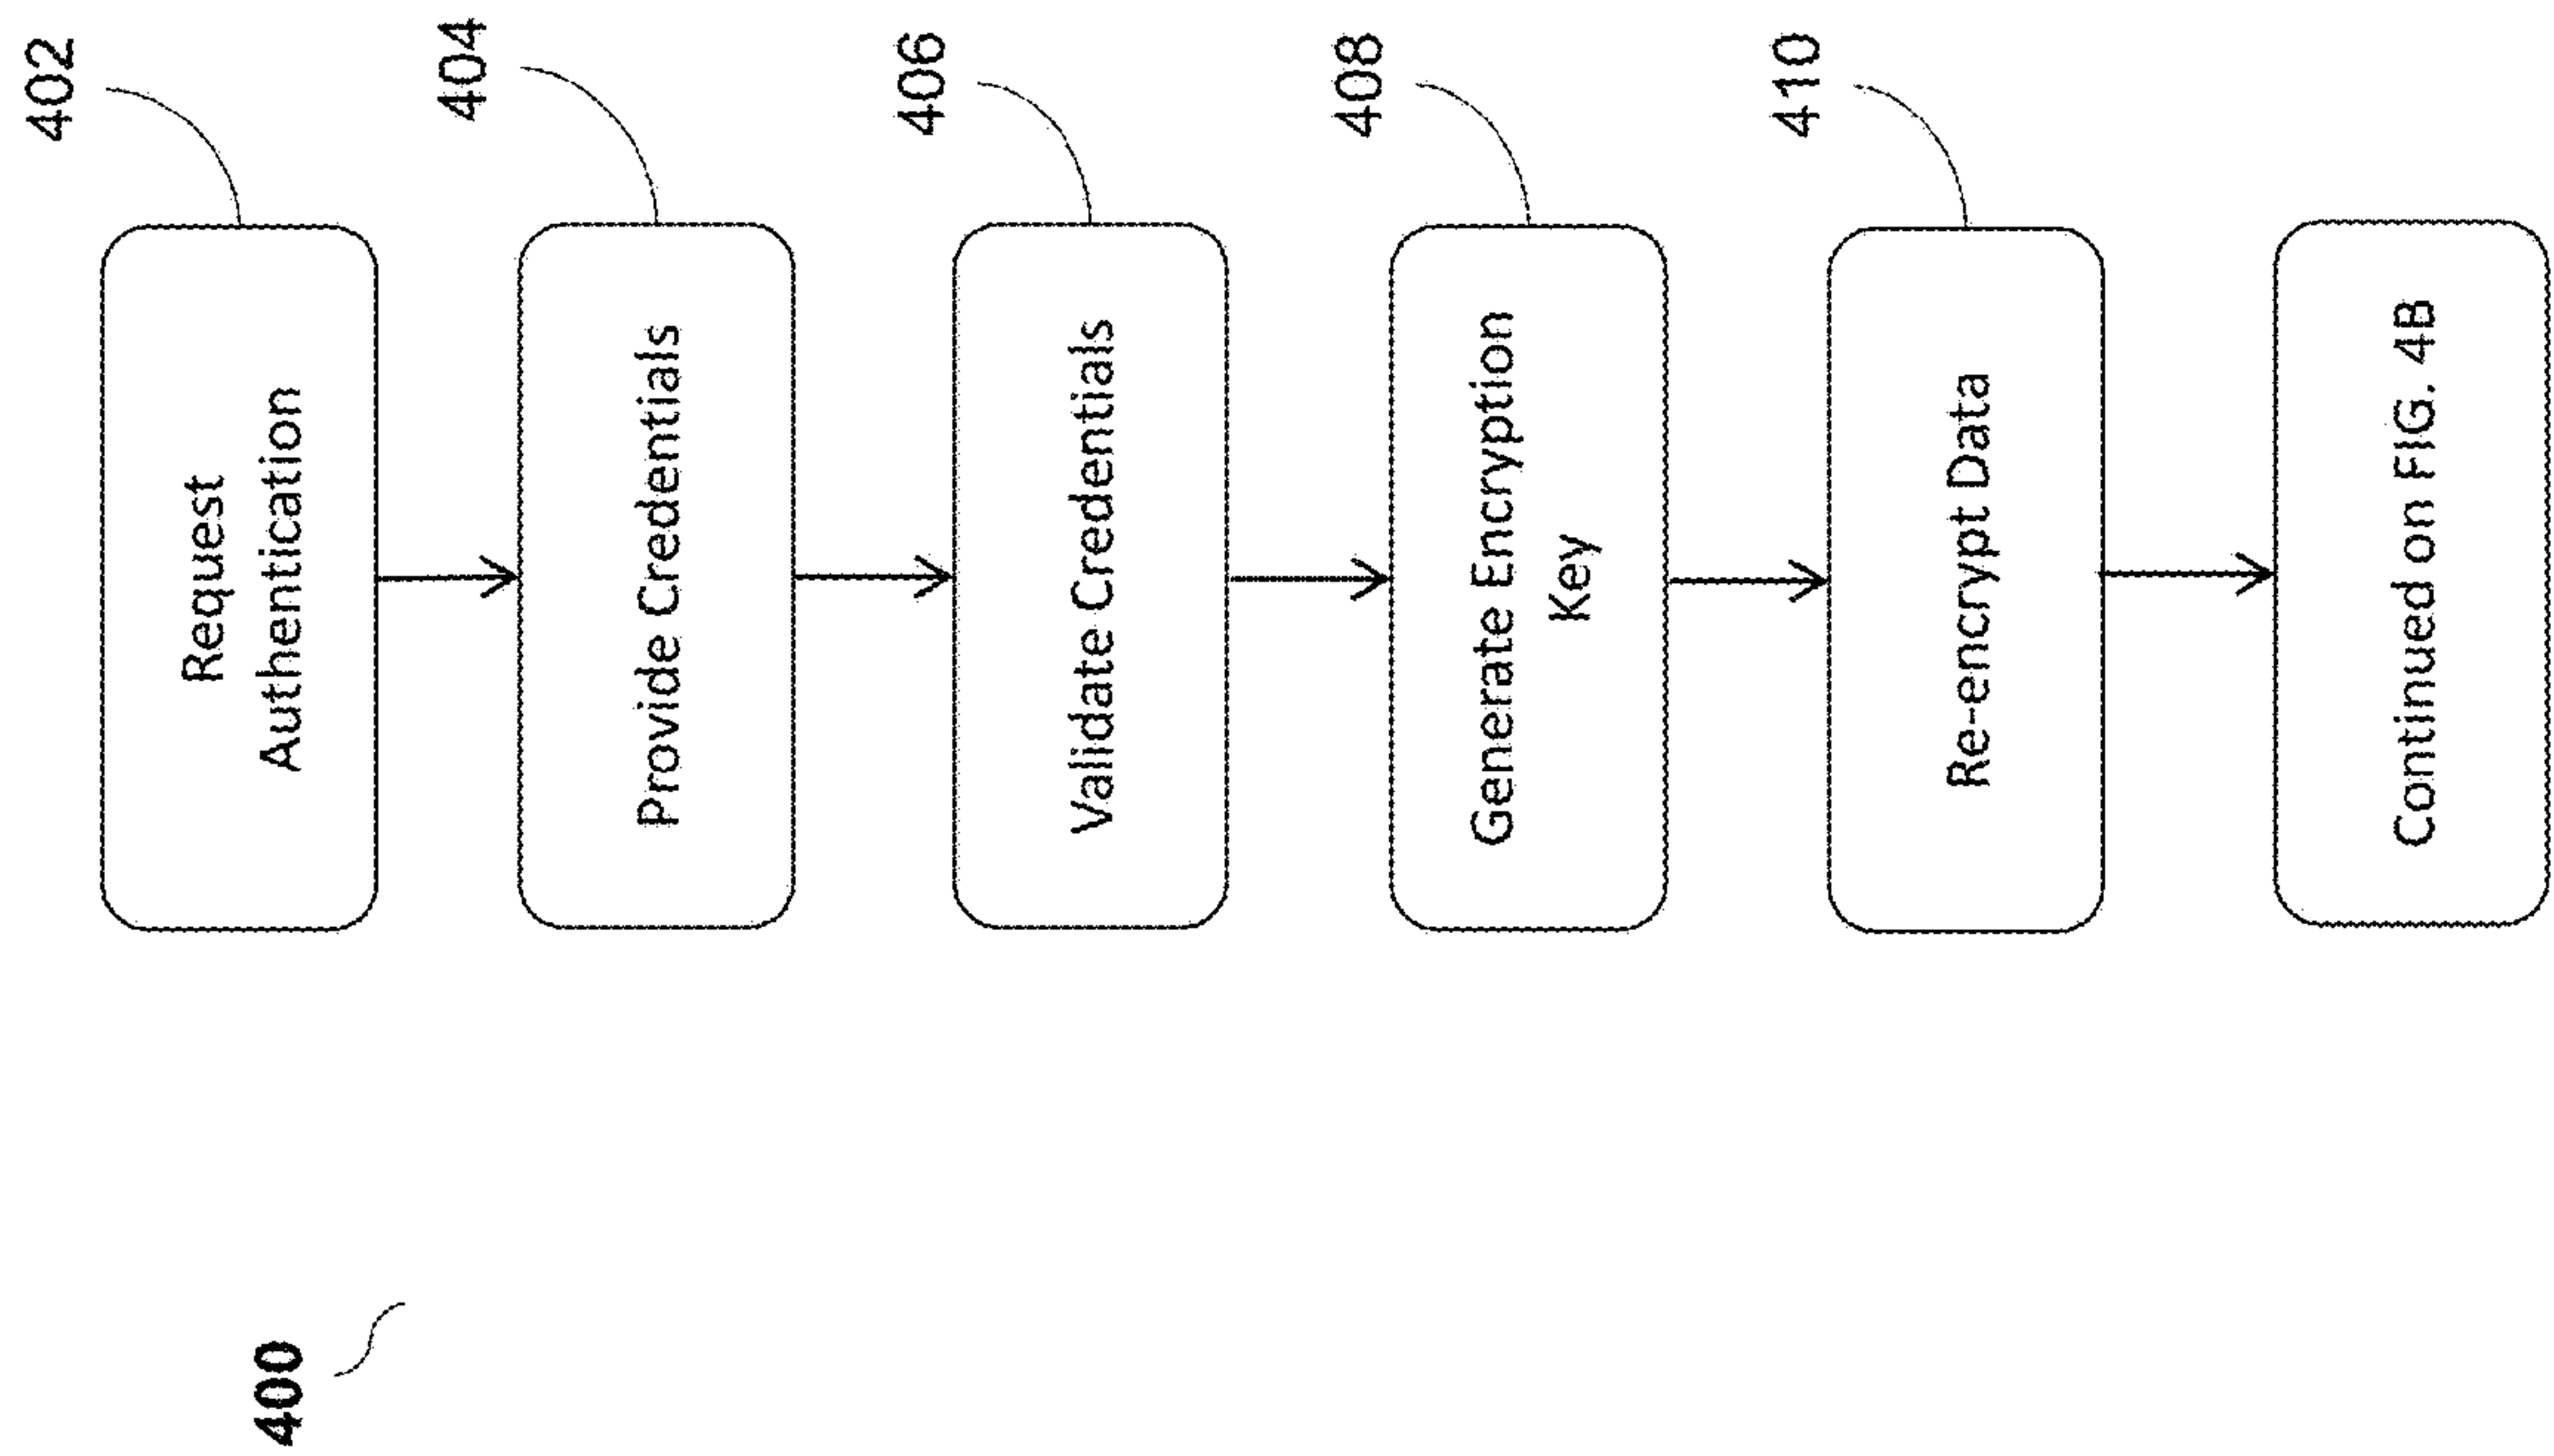 400
402
Request
Authentication
404
Provide Credentials
406
Validate Credentials
408
Generate Encryption
Key
410
Re-encrypt Data
Continued on FIG. 4B